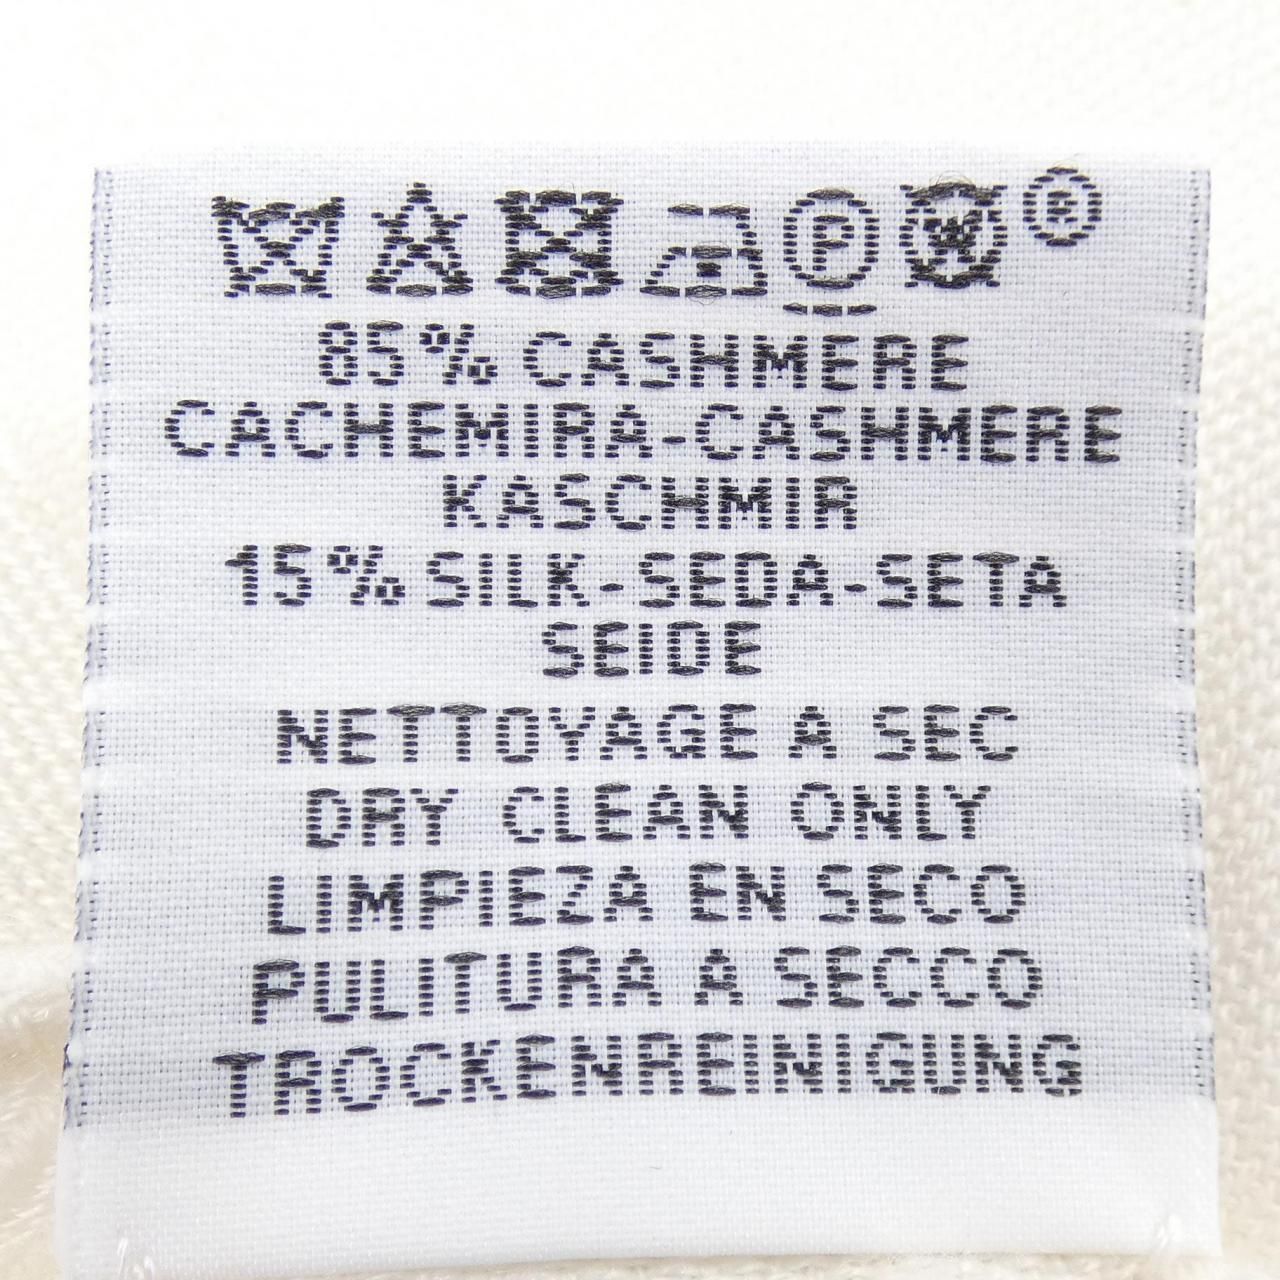 P ®
85% CASHMERE
CACHEMIRA-CASHMERE
KASCHMIR
15% SILK-SEDA-SETA
SEIDE
NETTOYAGE A SEC
DRY CLEAN ONLY
LIMPIEZA EN SECO
PULITURA A SECCO
TROCKENREINIGUNG